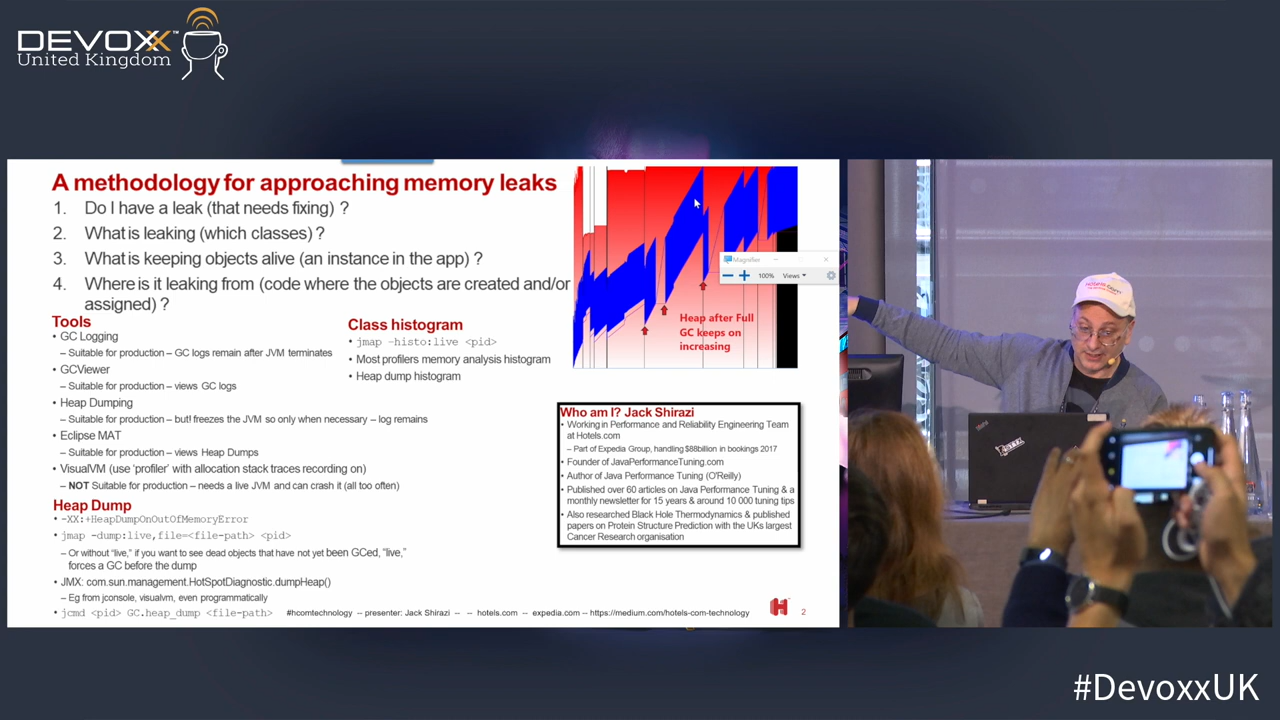 DEVOXX™
United Kingdom
A methodology for approaching memory leaks
1. Do I have a leak (that needs fixing) ?
2. What is leaking (which classes) ?
3. What is keeping objects alive (an instance in the app) ?
4. Where is it leaking from (code where the objects are created and/or
assigned) ?
Tools
• GC Logging
– Suitable for production – GC logs remain after JVM terminates
• GCViewer
– Suitable for production – views GC logs
• Heap Dumping
– Suitable for production – but! freezes the JVM so only when necessary – log remains
• Eclipse MAT
– Suitable for production – views Heap Dumps
• VisualVM (use 'profiler' with allocation stack traces recording on)
– NOT Suitable for production – needs a live JVM and can crash it (all too often)
Class histogram
• jmap -histo:live <pid>
• Most profilers memory analysis histogram
• Heap dump histogram
Magnifier
100% Views
Heap after Full
GC keeps on
increasing
Heap Dump
• -XX:+HeapDumpOnOutOfMemoryError
• jmap -dump:live,file=<file-path> <pid>
– Or without "live," if you want to see dead objects that have not yet been GCed, "live,"
forces a GC before the dump
• JMX: com.sun.management.HotSpotDiagnostic.dumpHeap()
– Eg from jconsole, visualvm, even programmatically
• jcmd <pid> GC.heap_dump <file-path>
Who am I? Jack Shirazi
• Working in Performance and Reliability Engineering Team
at Hotels.com
– Part of Expedia Group, handling $88billion in bookings 2017
• Founder of JavaPerformanceTuning.com
• Author of Java Performance Tuning (O'Reilly)
• Published over 60 articles on Java Performance Tuning & a
monthly newsletter for 15 years & around 10 000 tuning tips
• Also researched Black Hole Thermodynamics & published
papers on Protein Structure Prediction with the UKs largest
Cancer Research organisation
#hcomtechnology -- presenter: Jack Shirazi -- -- hotels.com -- expedia.com -- https://medium.com/hotels-com-technology
H
2
#DevoxxUK